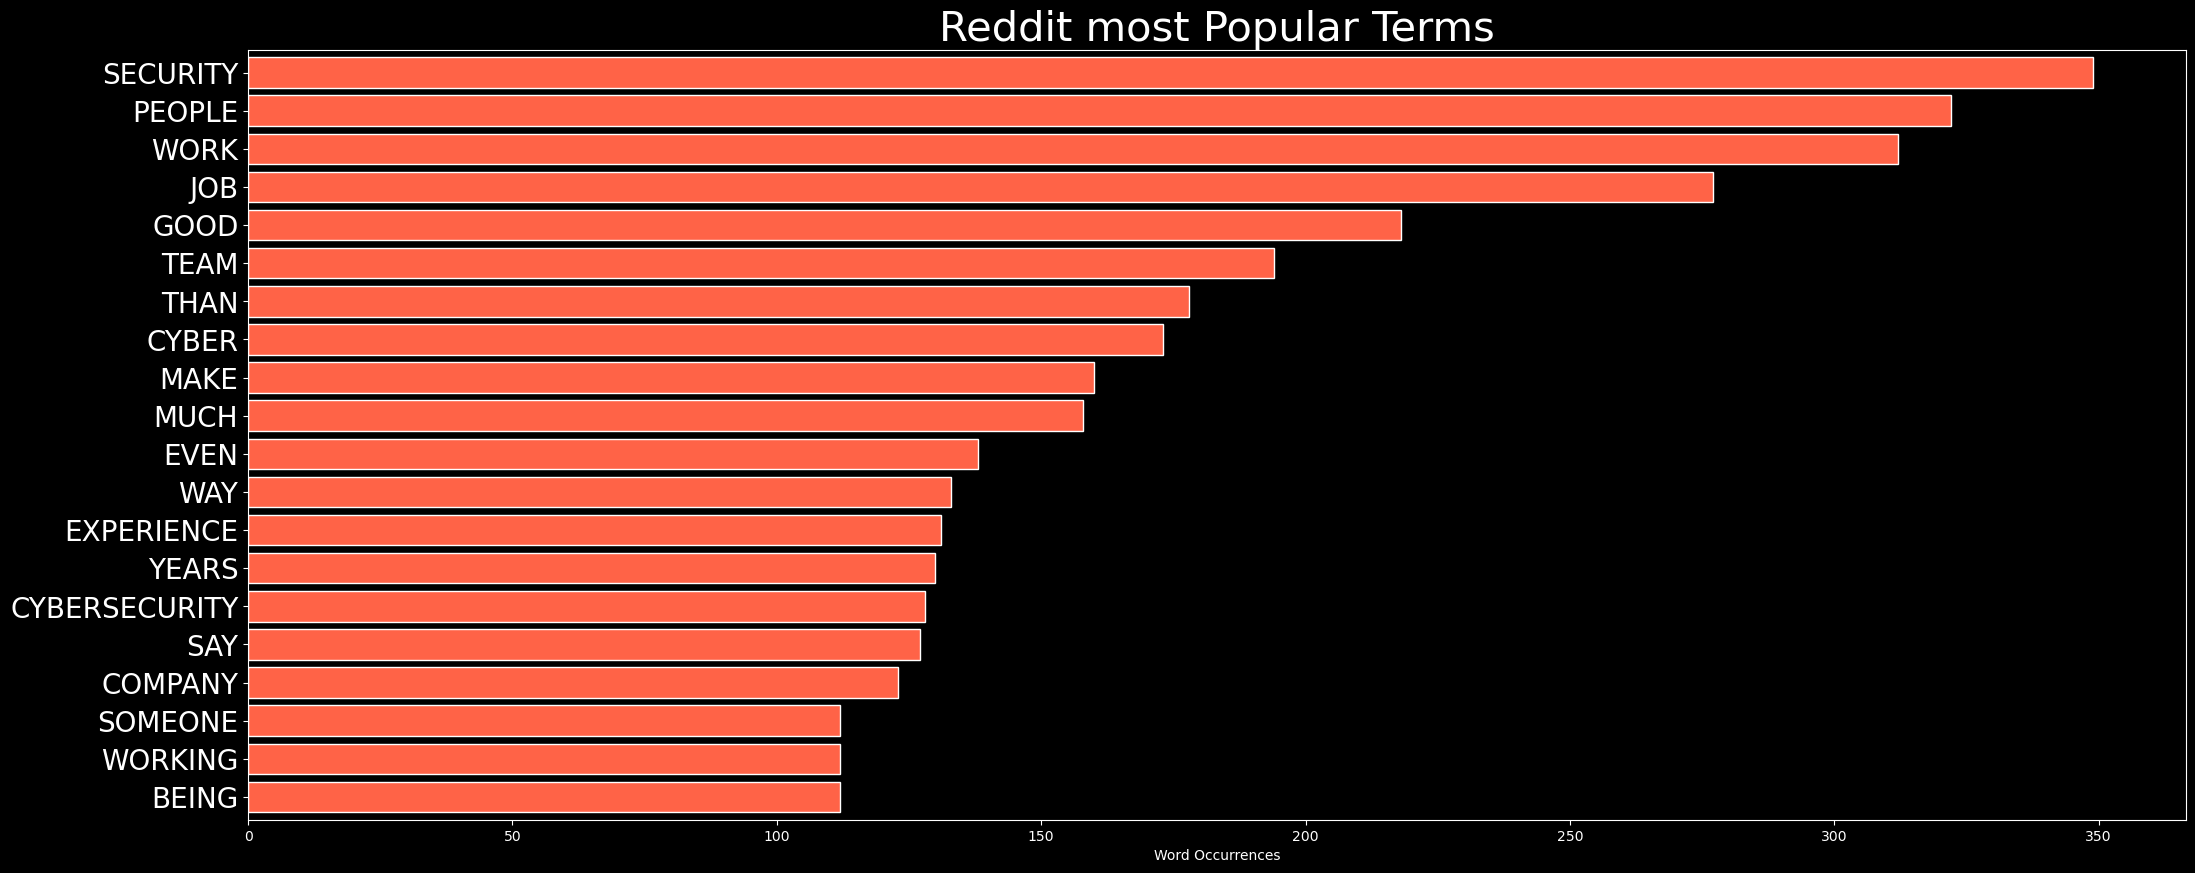 Reddit most Popular Terms
SECURITY
PEOPLE
WORK
JOB
GOOD
TEAM
THAN
CYBER
MAKE
MUCH
EVEN
WAY
EXPERIENCE
YEARS
CYBERSECURITY
SAY
COMPANY
SOMEONE
WORKING
BEING
0 50 100 150 200 250 300 350
Word Occurrences